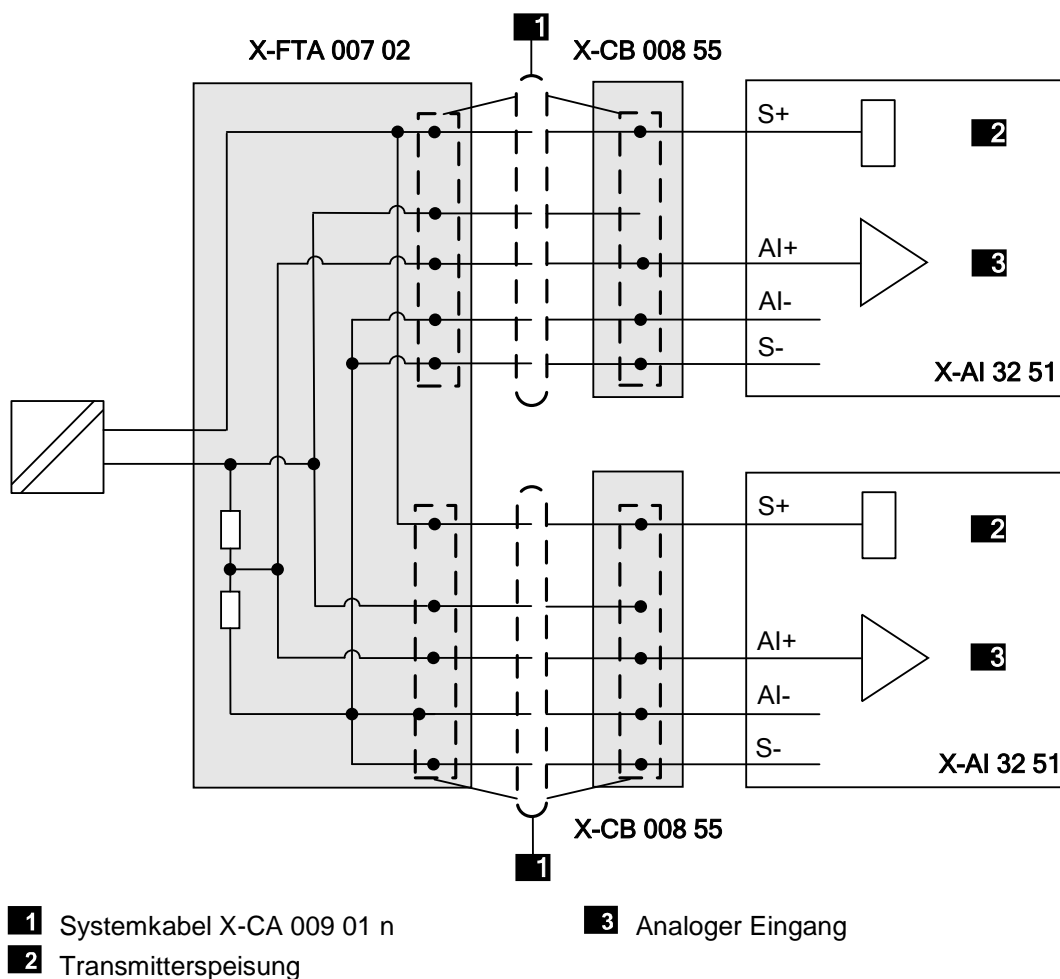 1
X-FTA 007 02
X-CB 008 55
S+
2
AI+
3
AI-
S-
X-AI 32 51
S+
2
AI+
3
AI-
S-
X-AI 32 51
X-CB 008 55
1
1 Systemkabel X-CA 009 01 n
3 Analoger Eingang
2 Transmitterspeisung